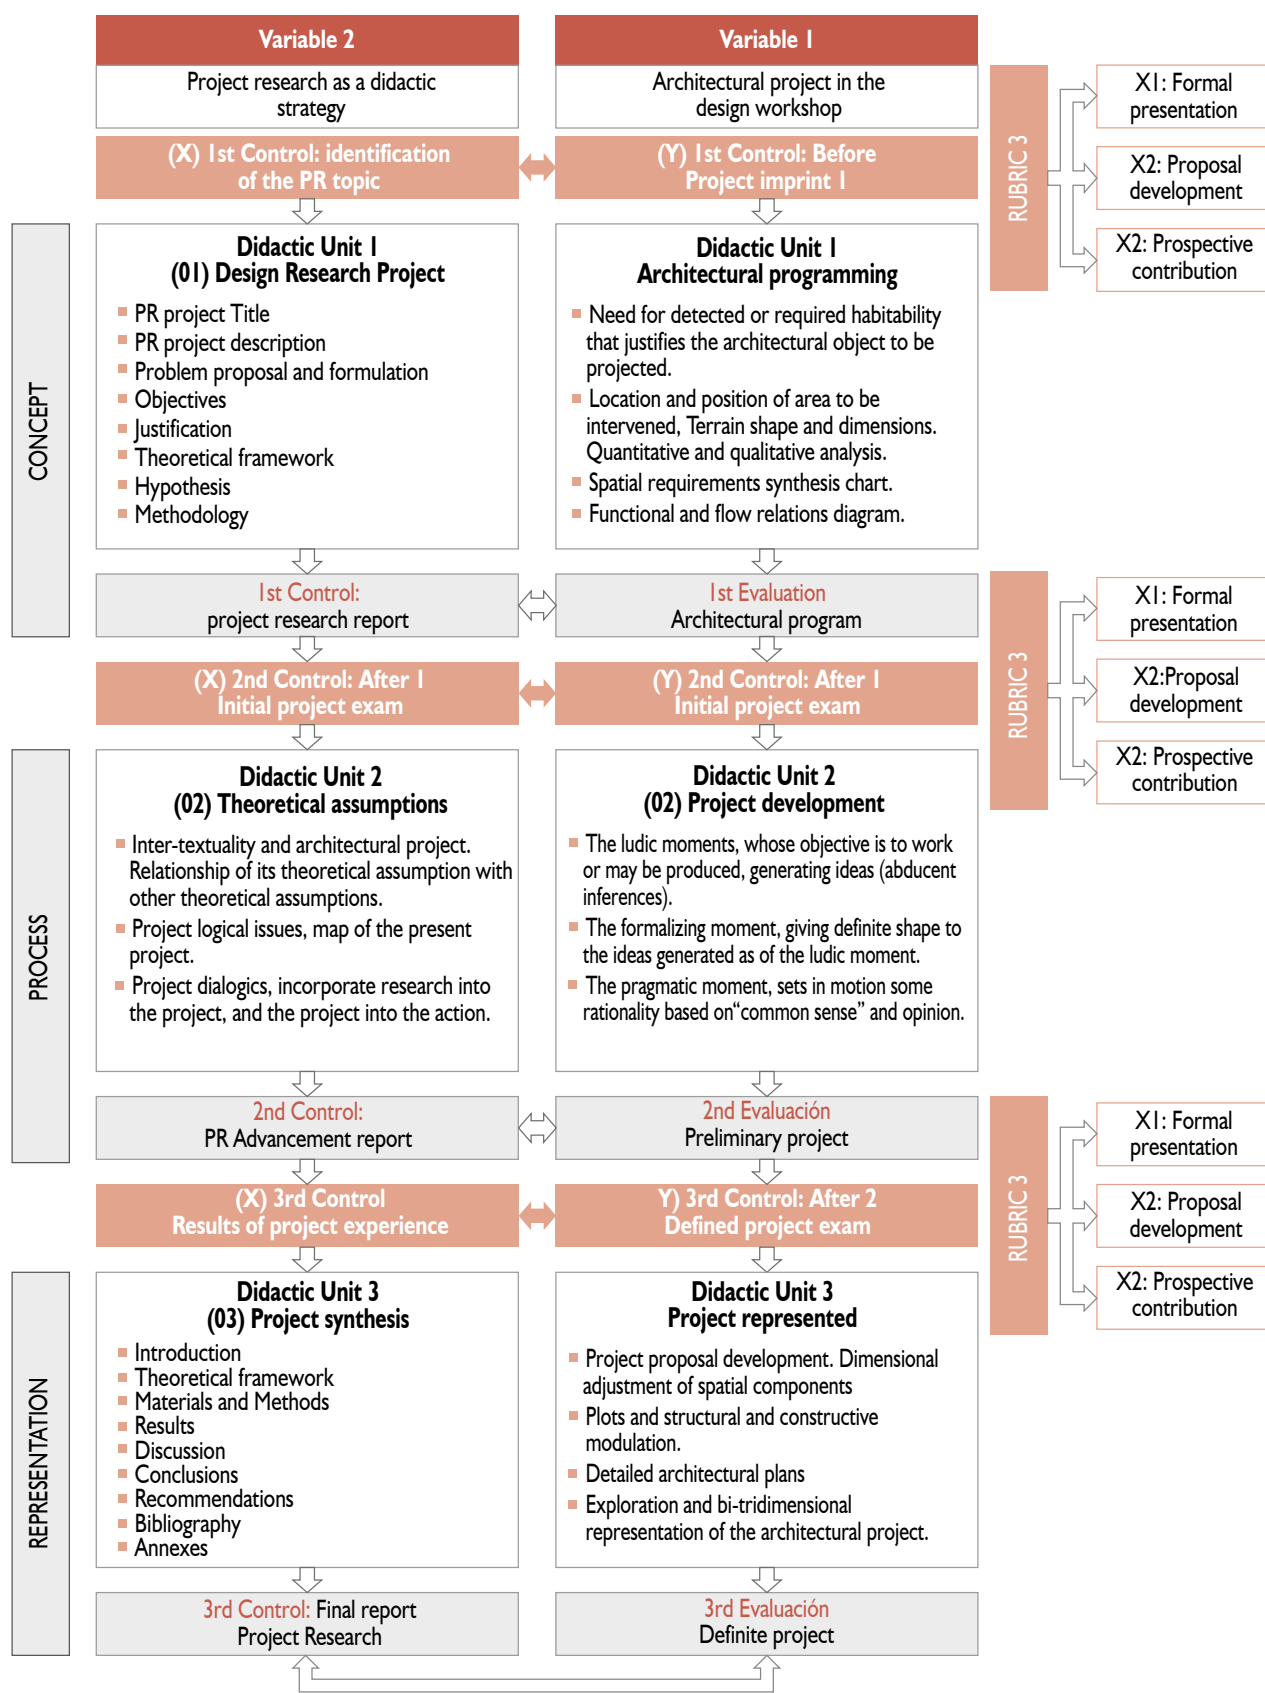 Variable 2
Project research as a didactic
strategy
(X) 1st Control: identification
of the PR topic
Variable 1
Architectural project in the
design workshop
(Y) 1st Control: Before
Project imprint 1
RUBRIC 3
X1: Formal
presentation
X2: Proposal
development
X2: Prospective
contribution
CONCEPT
Didactic Unit 1
(01) Design Research Project
PR project Title
PR project description
Problem proposal and formulation
Objectives
Justification
Theoretical framework
Hypothesis
Methodology
Didactic Unit 1
Architectural programming
Need for detected or required habitability
that justifies the architectural object to be
projected.
Location and position of area to be
intervened, Terrain shape and dimensions.
Quantitative and qualitative analysis.
Spatial requirements synthesis chart.
Functional and flow relations diagram.
1st Control:
project research report
1st Evaluation
Architectural program
(X) 2nd Control: After 1
Initial project exam
(Y) 2nd Control: After 1
Initial project exam
RUBRIC 3
X1: Formal
presentation
X2:Proposal
development
X2: Prospective
contribution
PROCESS
Didactic Unit 2
(02) Theoretical assumptions
Inter-textuality and architectural project.
Relationship of its theoretical assumption with
other theoretical assumptions.
Project logical issues, map of the present
project.
Project dialogics, incorporate research into
the project, and the project into the action.
Didactic Unit 2
(02) Project development
The ludic moments, whose objective is to work
or may be produced, generating ideas (abducent
inferences).
The formalizing moment, giving definite shape to
the ideas generated as of the ludic moment.
The pragmatic moment, sets in motion some
rationality based on“common sense” and opinion.
2nd Control:
PR Advancement report
2nd Evaluación
Preliminary project
(X) 3rd Control
Results of project experience
Y) 3rd Control: After 2
Defined project exam
RUBRIC 3
X1: Formal
presentation
X2: Proposal
development
X2: Prospective
contribution
REPRESENTATION
Didactic Unit 3
(03) Project synthesis
Introduction
Theoretical framework
Materials and Methods
Results
Discussion
Conclusions
Recommendations
Bibliography
Annexes
Didactic Unit 3
Project represented
Project proposal development. Dimensional
adjustment of spatial components
Plots and structural and constructive
modulation.
Detailed architectural plans
Exploration and bi-tridimensional
representation of the architectural project.
3rd Control: Final report
Project Research
3rd Evaluación
Definite project